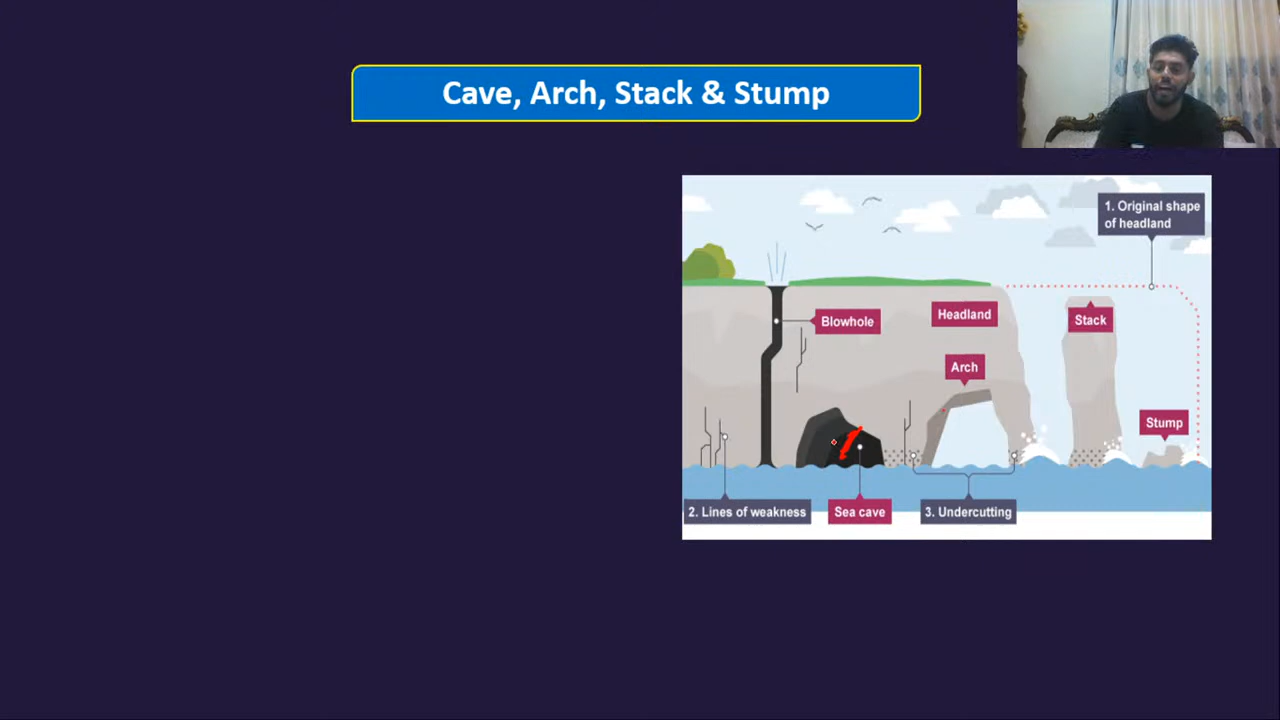 Cave, Arch, Stack & Stump
1. Original shape
of headland
Blowhole
Headland
Stack
Arch
Stump
2. Lines of weakness
Sea cave
3. Undercutting